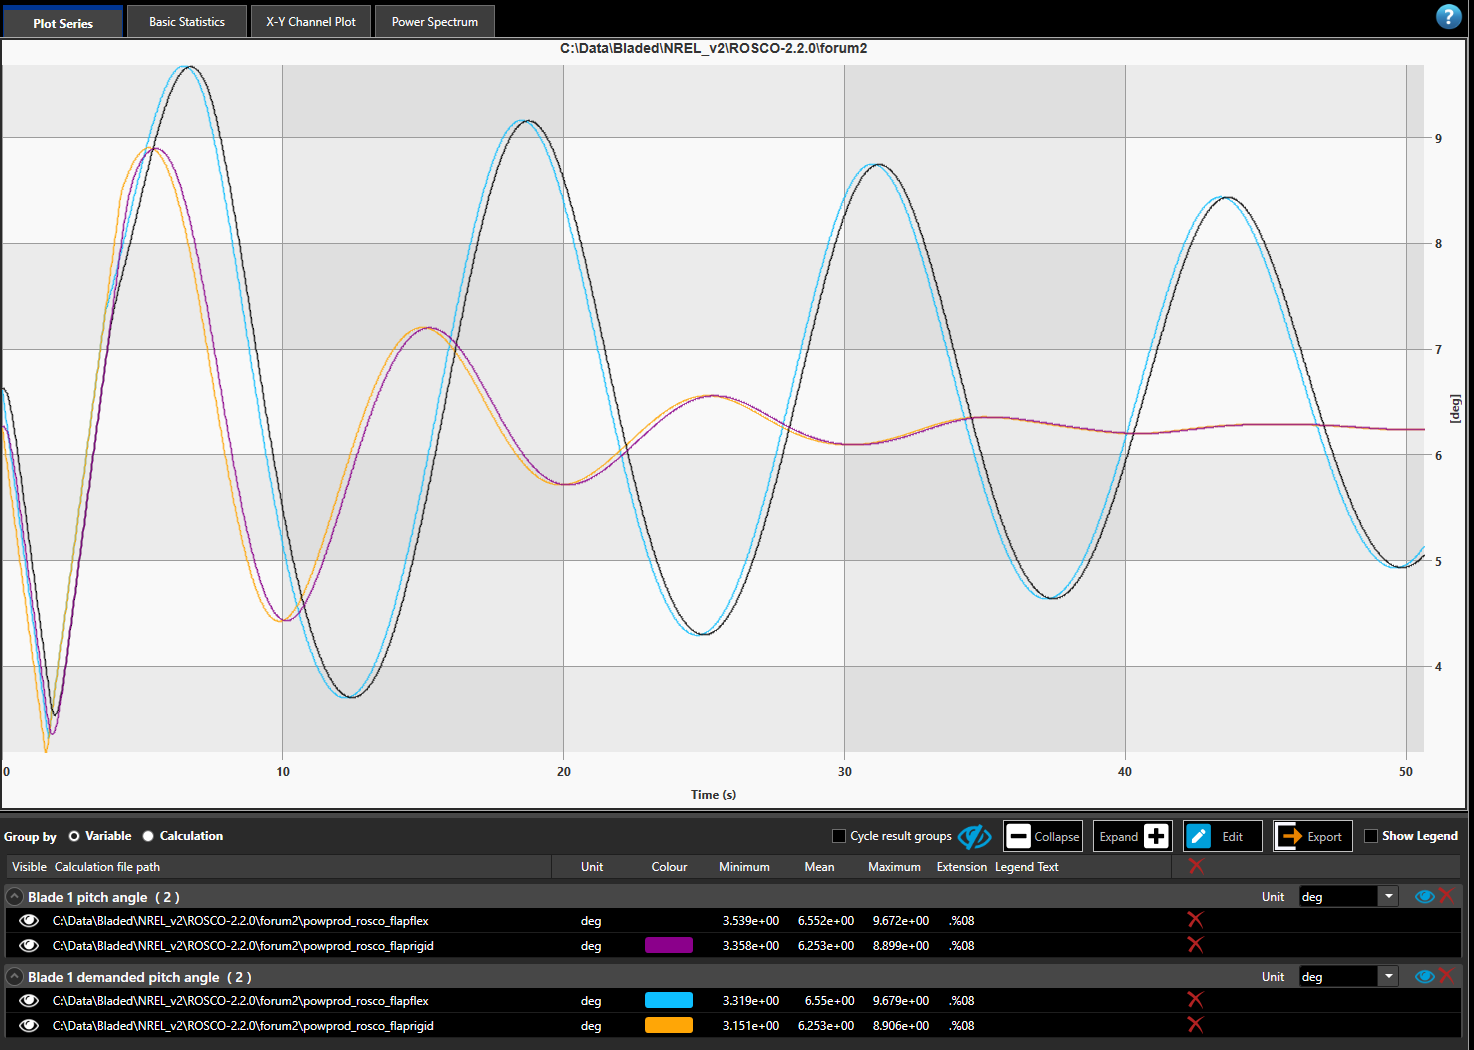 Plot Series Basic Statistics X-Y Channel Plot Power Spectrum ?
C:\Data\Bladed\NREL_v2\ROSCO-2.2.0\forum2
9
8
7
[deg]
6
5
4
0 10 20 30 40 50
Time (s)
Group by Variable Calculation Cycle result groups Collapse Expand Edit Export Show Legend
Visible Calculation file path Unit Colour Minimum Mean Maximum Extension Legend Text
Blade 1 pitch angle ( 2 ) Unit deg
C:\Data\Bladed\NREL_v2\ROSCO-2.2.0\forum2\powprod_rosco_flapflex deg 3.539e+00 6.552e+00 9.672e+00 .%08
C:\Data\Bladed\NREL_v2\ROSCO-2.2.0\forum2\powprod_rosco_flaprigid deg 3.358e+00 6.253e+00 8.899e+00 .%08
Blade 1 demanded pitch angle ( 2 ) Unit deg
C:\Data\Bladed\NREL_v2\ROSCO-2.2.0\forum2\powprod_rosco_flapflex deg 3.319e+00 6.55e+00 9.679e+00 .%08
C:\Data\Bladed\NREL_v2\ROSCO-2.2.0\forum2\powprod_rosco_flaprigid deg 3.151e+00 6.253e+00 8.906e+00 .%08